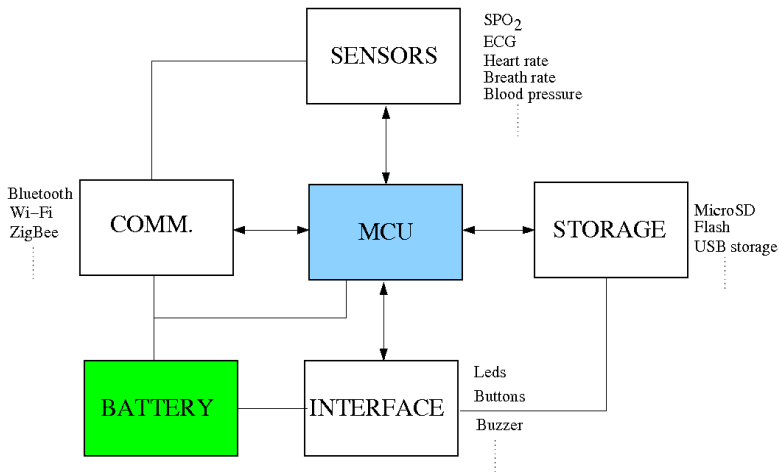 SENSORS
SPO2
ECG
Heart rate
Breath rate
Blood pressure
Bluetooth
Wi-Fi
ZigBee
COMM.
MCU
STORAGE
MicroSD
Flash
USB storage
BATTERY
INTERFACE
Leds
Buttons
Buzzer